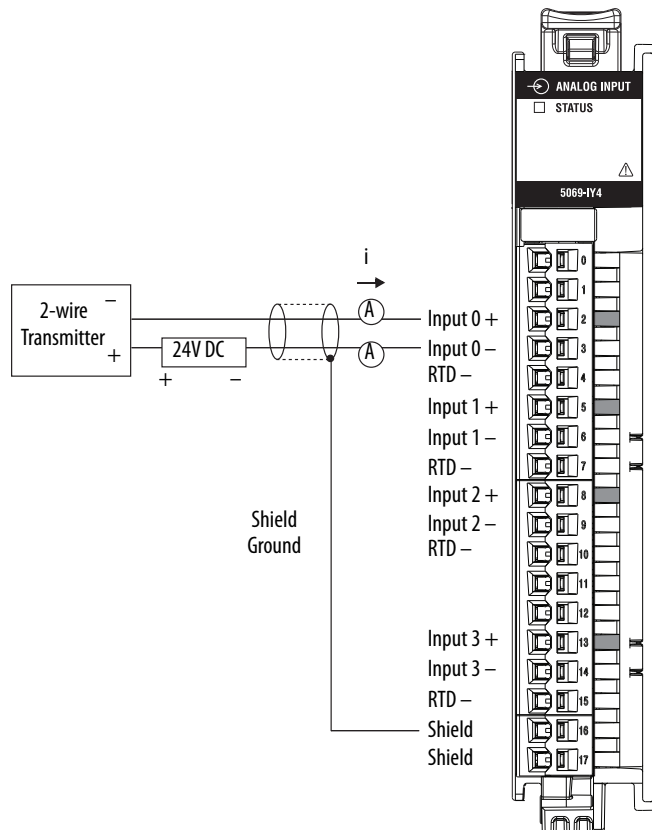 ANALOG INPUT
STATUS
5069-IY4
i
A
A
2-wire
Transmitter
−
+
24V DC
+
−
Shield
Ground
Input 0 +
Input 0 −
RTD −
Input 1 +
Input 1 −
RTD −
Input 2 +
Input 2 −
RTD −
Input 3 +
Input 3 −
RTD −
Shield
Shield
0
1
2
3
4
5
6
7
8
9
10
11
12
13
14
15
16
17